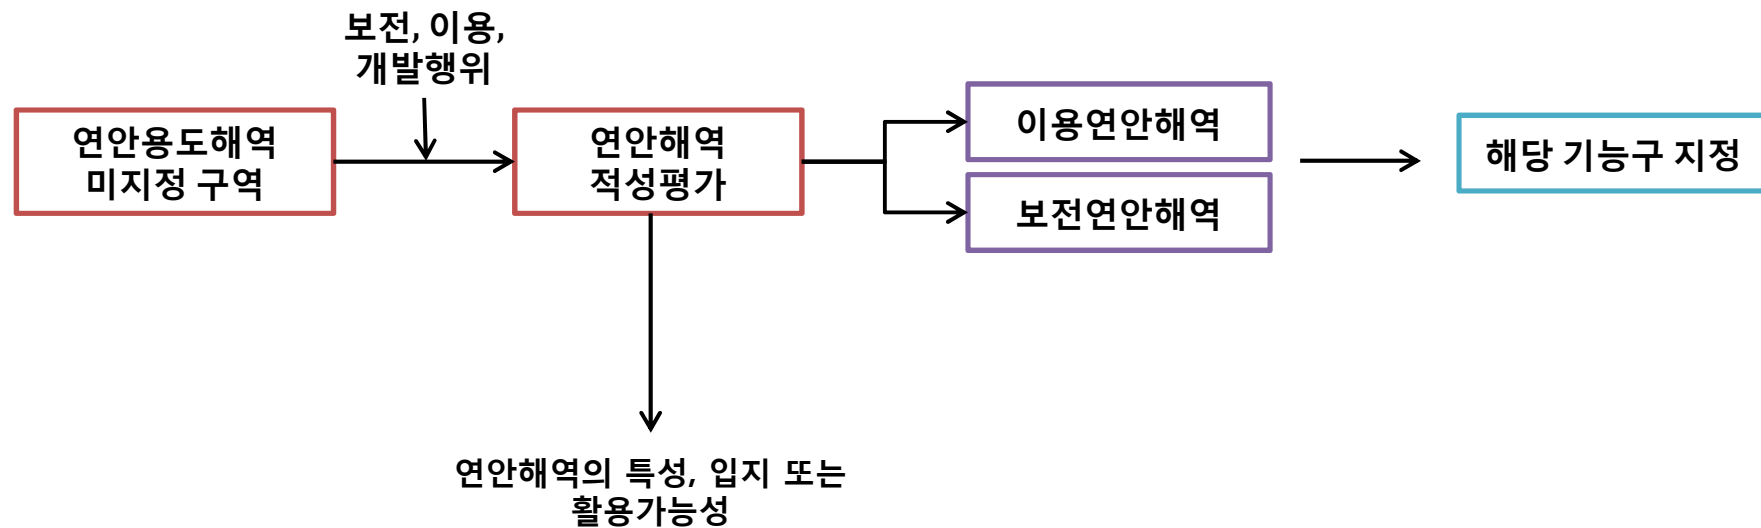 보전, 이용,
개발행위
연안용도해역
미지정 구역
연안해역
적성평가
이용연안해역
보전연안해역
해당 기능구 지정
연안해역의 특성, 입지 또는
활용가능성